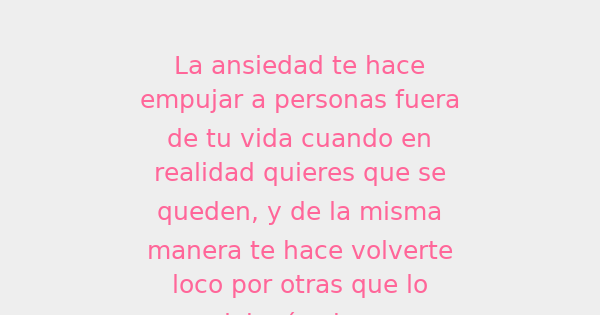 La ansiedad te hace
empujar a personas fuera
de tu vida cuando en
realidad quieres que se
queden, y de la misma
manera te hace volverte
loco por otras que lo